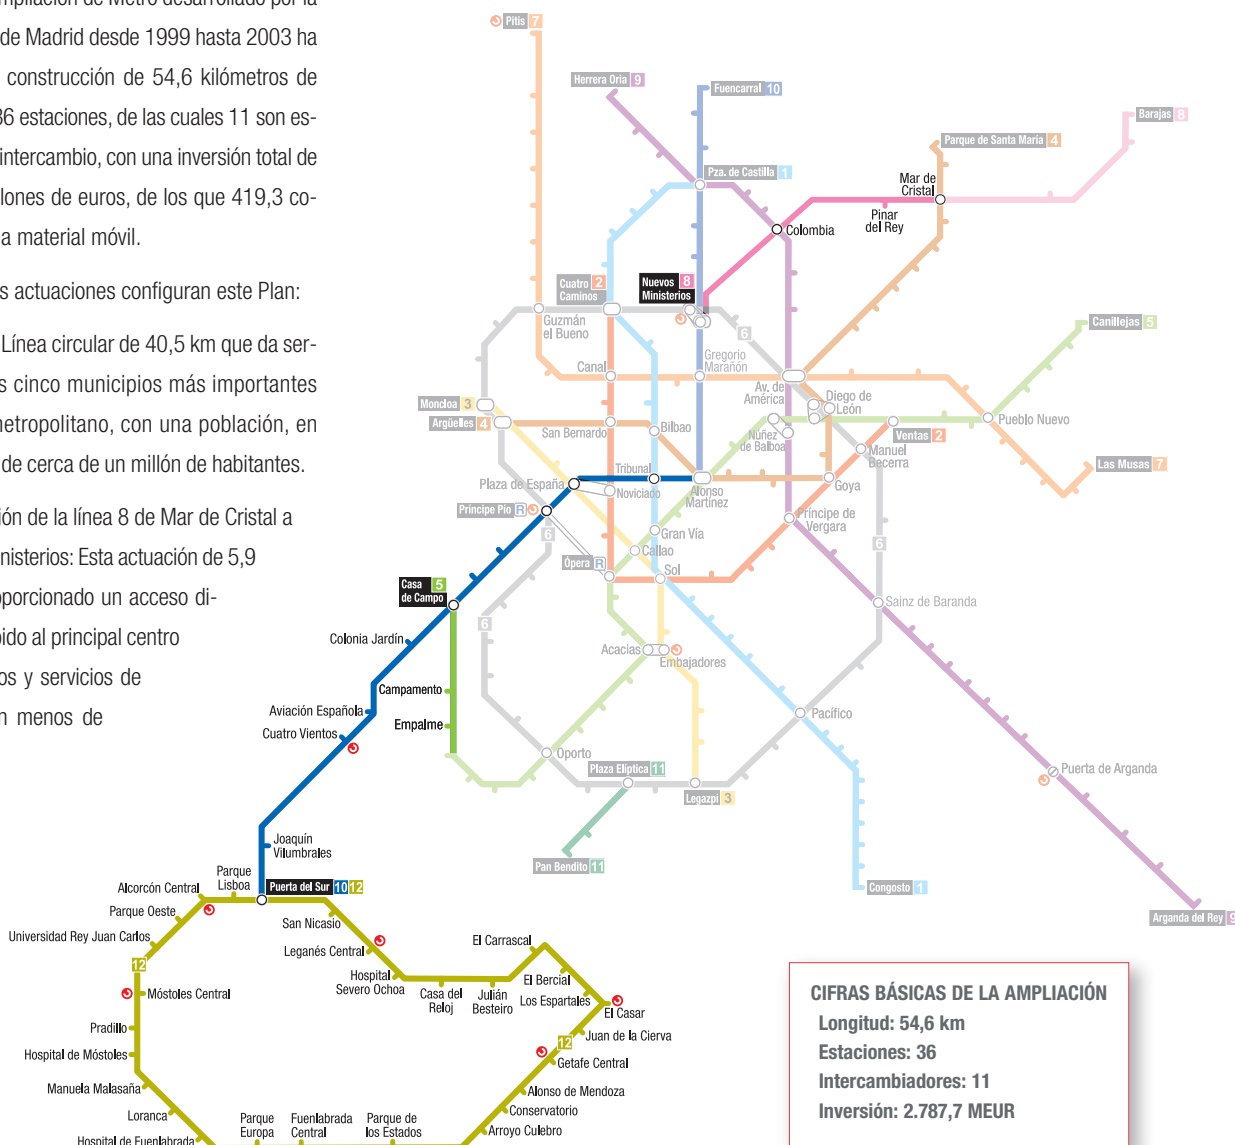 mpliación de Metro desarrollado por la
de Madrid desde 1999 hasta 2003 ha
construcción de 54,6 kilómetros de
36 estaciones, de las cuales 11 son es-
intercambio, con una inversión total de
lones de euros, de los que 419,3 co-
a material móvil.
s actuaciones configuran este Plan:
Línea circular de 40,5 km que da ser-
s cinco municipios más importantes
metropolitano, con una población, en
de cerca de un millón de habitantes.
ión de la línea 8 de Mar de Cristal a
nisterios: Esta actuación de 5,9
oporcionado un acceso di-
pido al principal centro
os y servicios de
n menos de
Pitis 7
Herrera Oria 9
Fuencarral 10
Barajas 8
Parque de Santa María 4
Pza. de Castilla 1
Mar de
Cristal
Pinar
del Rey
Colombia
Cuatro 2
Caminos
Nuevos 8
Ministerios
Guzmán
el Bueno
6
Canillejas 5
Gregorio
Marañón
Canal
Av. de
América
Diego de
León
Moncloa 3
Argüelles 4
San Bernardo
Bilbao
Núñez
de Balboa
Ventas 2
Pueblo Nuevo
Manuel
Becerra
Las Musas 7
Tribunal
Plaza de España
Noviciado
Alonso
Martínez
Goya
Príncipe Pío R
Príncipe de
Vergara
6
Gran Vía
6
Callao
Ópera R
Sol
Casa 5
de Campo
Sainz de Baranda
6
Colonia Jardín
Acacias
Embajadores
Campamento
Aviación Española
Empalme
Pacífico
Cuatro Vientos
Oporto
Plaza Elíptica 11
Puerta de Arganda
Legazpi 3
Joaquín
Vilumbrales
Pan Bendito 11
Congosto 1
Parque
Lisboa
Alcorcón Central
Puerta del Sur 10 12
Parque Oeste
San Nicasio
Arganda del Rey 9
Universidad Rey Juan Carlos
Leganés Central
El Carrascal
12
Hospital
Severo Ochoa
El Bercial
Móstoles Central
Casa del
Reloj
Julián
Besteiro
Los Espartales
El Casar
Pradillo
Juan de la Cierva
12
Hospital de Móstoles
Getafe Central
Manuela Malasaña
Alonso de Mendoza
Loranca
Conservatorio
Parque
Europa
Fuenlabrada
Central
Parque de
los Estados
Arroyo Culebro
Hospital de Fuenlabrada
CIFRAS BÁSICAS DE LA AMPLIACIÓN
Longitud: 54,6 km
Estaciones: 36
Intercambiadores: 11
Inversión: 2.787,7 MEUR